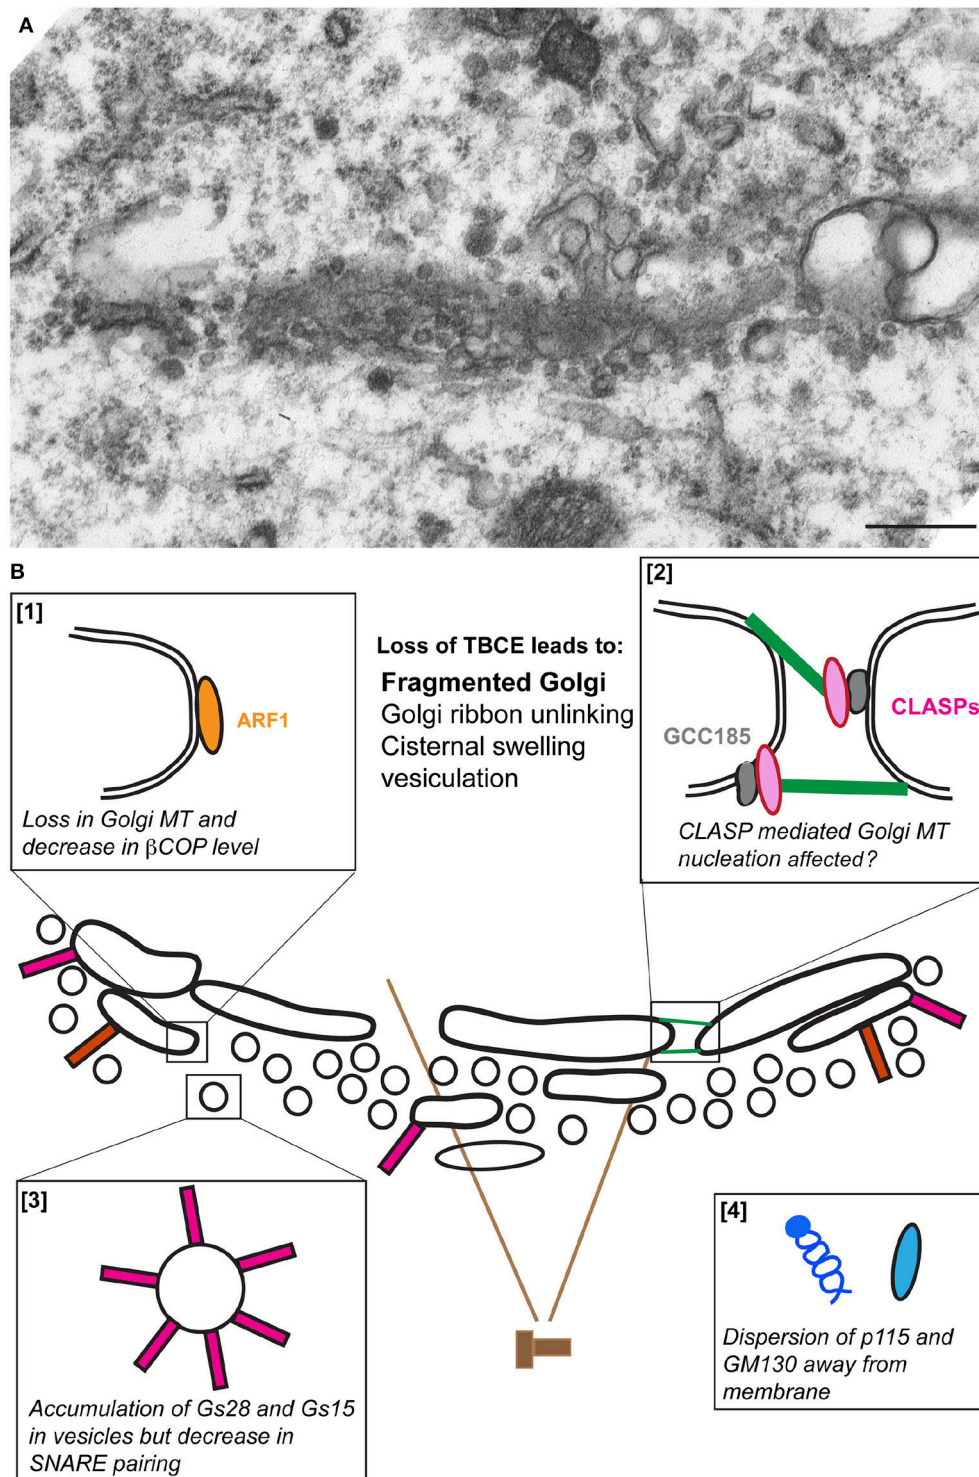 A
B
[1]
ARF1
Loss in Golgi MT and
decrease in βCOP level
Loss of TBCE leads to:
Fragmented Golgi
Golgi ribbon unlinking
Cisternal swelling
vesiculation
[2]
CLASPs
GCC185
CLASP mediated Golgi MT
nucleation affected?
[3]
Accumulation of Gs28 and Gs15
in vesicles but decrease in
SNARE pairing
[4]
Dispersion of p115 and
GM130 away from
membrane